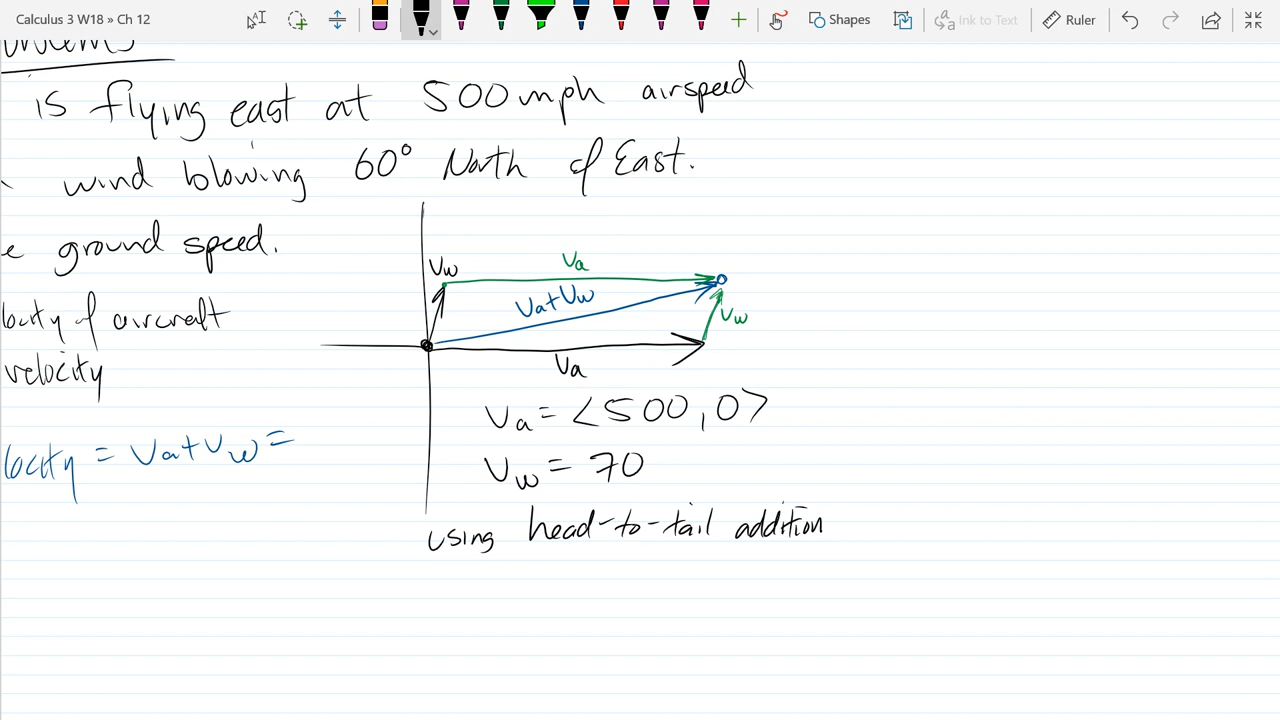 Calculus 3 W18 » Ch 12
Shapes
Ink to Text
Ruler
is flying east at 500mph airspeed
wind blowing 60° North of East.
e ground speed.
locity of aircraft
velocity
locity = Va+Vw =
Vw
Va
Va+Vw
Vw
Va
Va = <500,0>
Vw = 70
using head-to-tail addition